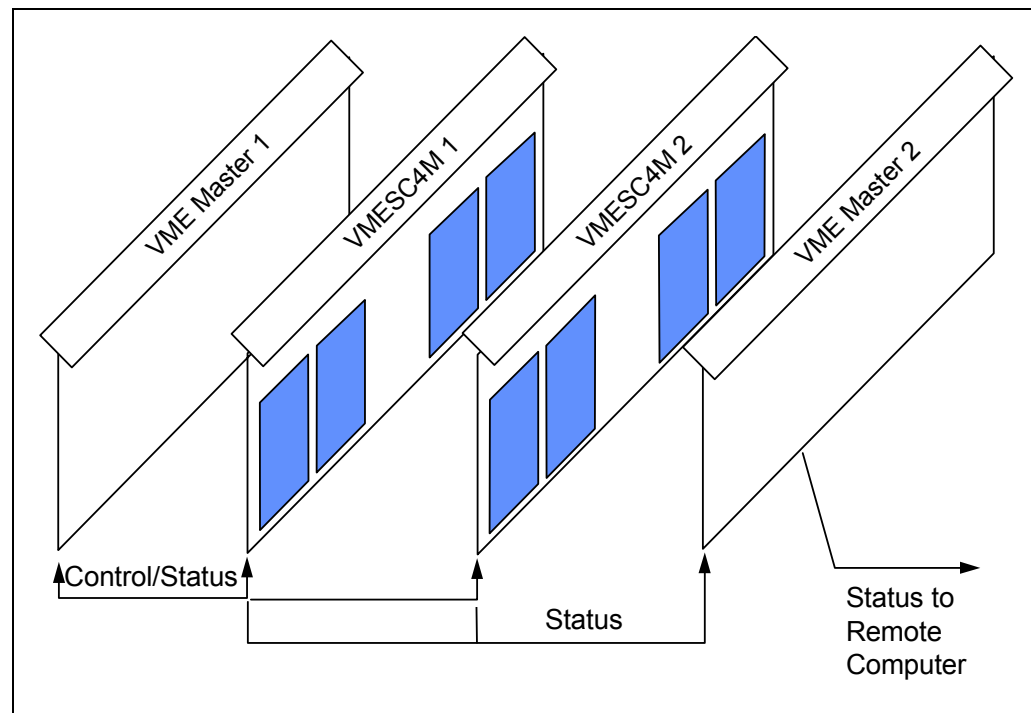 VME Master 1
VMESC4M 1
VMESC4M 2
VME Master 2
Control/Status
Status
Status to
Remote
Computer